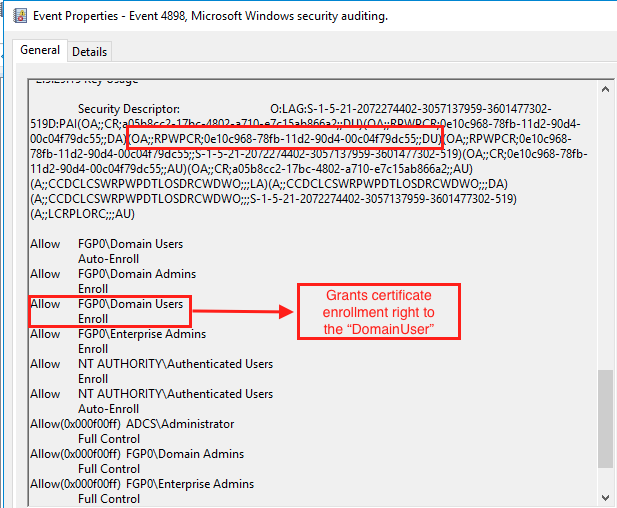 Event Properties - Event 4898, Microsoft Windows security auditing.
General
Details
Security Descriptor: O:LAG:S-1-5-21-2072274402-3057137959-3601477302-
519D:PAI(OA;;CR;a05b8cc2-17bc-4802-a710-e7c15ab866a2;;DU)(OA;;RPWPCR;0e10c968-78fb-11d2-90d4-
00c04f79dc55;;DA)(OA;;RPWPCR;0e10c968-78fb-11d2-90d4-00c04f79dc55;;DU)(OA;;RPWPCR;0e10c968-
78fb-11d2-90d4-00c04f79dc55;;S-1-5-21-2072274402-3057137959-3601477302-519)(OA;;CR;0e10c968-78fb-
11d2-90d4-00c04f79dc55;;AU)(OA;;CR;a05b8cc2-17bc-4802-a710-e7c15ab866a2;;AU)
(A;;CCDCLCSWRPWPDTLOSDRCWDWO;;;LA)(A;;CCDCLCSWRPWPDTLOSDRCWDWO;;;DA)
(A;;CCDCLCSWRPWPDTLOSDRCWDWO;;;S-1-5-21-2072274402-3057137959-3601477302-519)
(A;;LCRPLORC;;;AU)
Allow FGP0\Domain Users
Auto-Enroll
Allow FGP0\Domain Admins
Enroll
Allow FGP0\Domain Users
Enroll
Grants certificate
enrollment right to
the “DomainUser”
Allow FGP0\Enterprise Admins
Enroll
Allow NT AUTHORITY\Authenticated Users
Enroll
Allow NT AUTHORITY\Authenticated Users
Auto-Enroll
Allow(0x000f00ff) ADCS\Administrator
Full Control
Allow(0x000f00ff) FGP0\Domain Admins
Full Control
Allow(0x000f00ff) FGP0\Enterprise Admins
Full Control